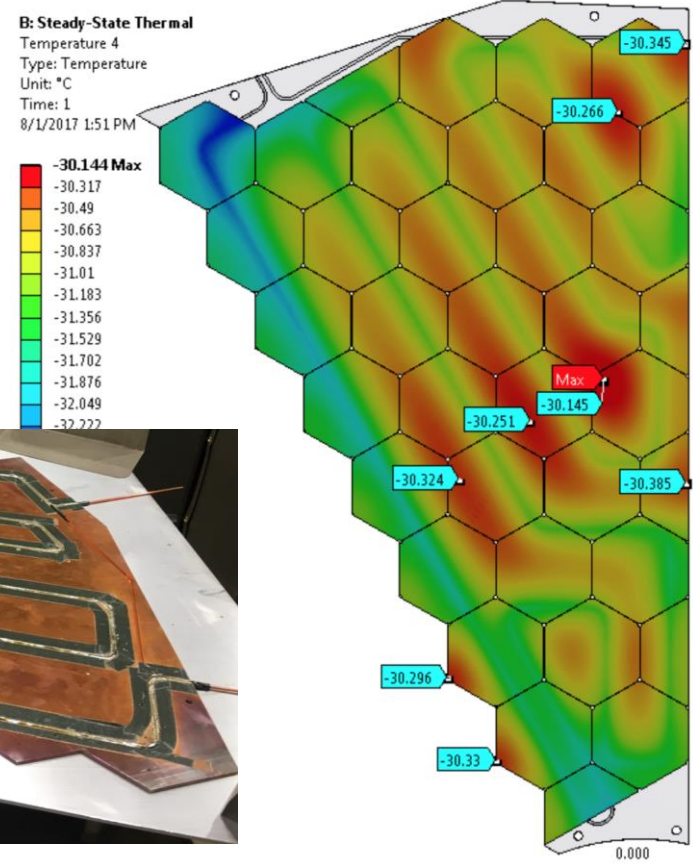 B: Steady-State Thermal
Temperature 4
Type: Temperature
Unit: °C
Time: 1
8/1/2017 1:51 PM
-30.144 Max
-30.317
-30.49
-30.663
-30.837
-31.01
-31.183
-31.356
-31.529
-31.702
-31.876
-32.049
-32.222
-30.345
-30.266
Max
-30.145
-30.251
-30.324
-30.385
-30.296
-30.33
0.000